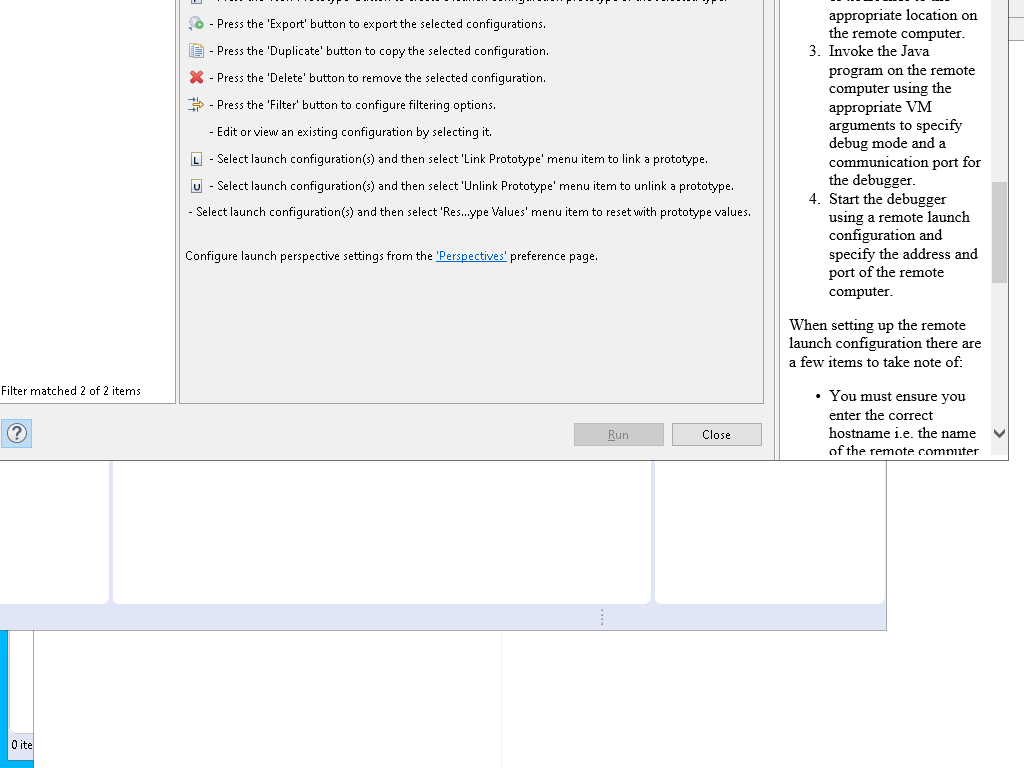 - Press the 'Export' button to export the selected configurations.
- Press the 'Duplicate' button to copy the selected configuration.
- Press the 'Delete' button to remove the selected configuration.
- Press the 'Filter' button to configure filtering options.
- Edit or view an existing configuration by selecting it.
L - Select launch configuration(s) and then select 'Link Prototype' menu item to link a prototype.
U - Select launch configuration(s) and then select 'Unlink Prototype' menu item to unlink a prototype.
- Select launch configuration(s) and then select 'Res...ype Values' menu item to reset with prototype values.
Configure launch perspective settings from the 'Perspectives' preference page.
Filter matched 2 of 2 items
?
Run
Close
appropriate location on
the remote computer.
3. Invoke the Java
program on the remote
computer using the
appropriate VM
arguments to specify
debug mode and a
communication port for
the debugger.
4. Start the debugger
using a remote launch
configuration and
specify the address and
port of the remote
computer.
When setting up the remote
launch configuration there are
a few items to take note of:
• You must ensure you
enter the correct
hostname i.e. the name
of the remote computer
0 ite